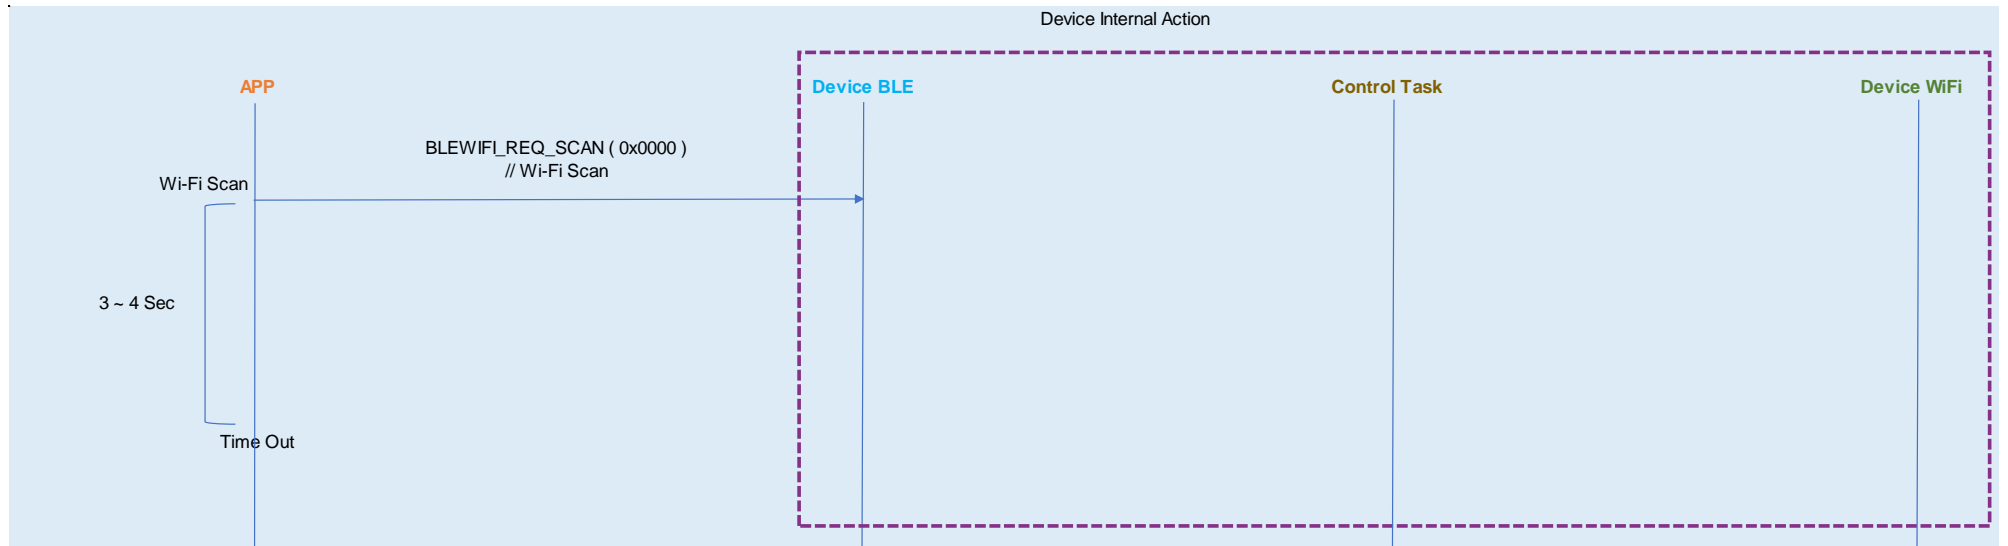 Device Internal Action
APP
Device BLE
Control Task
Device WiFi
BLEWIFI_REQ_SCAN ( 0x0000 )
// Wi-Fi Scan
Wi-Fi Scan
3 ~ 4 Sec
Time Out